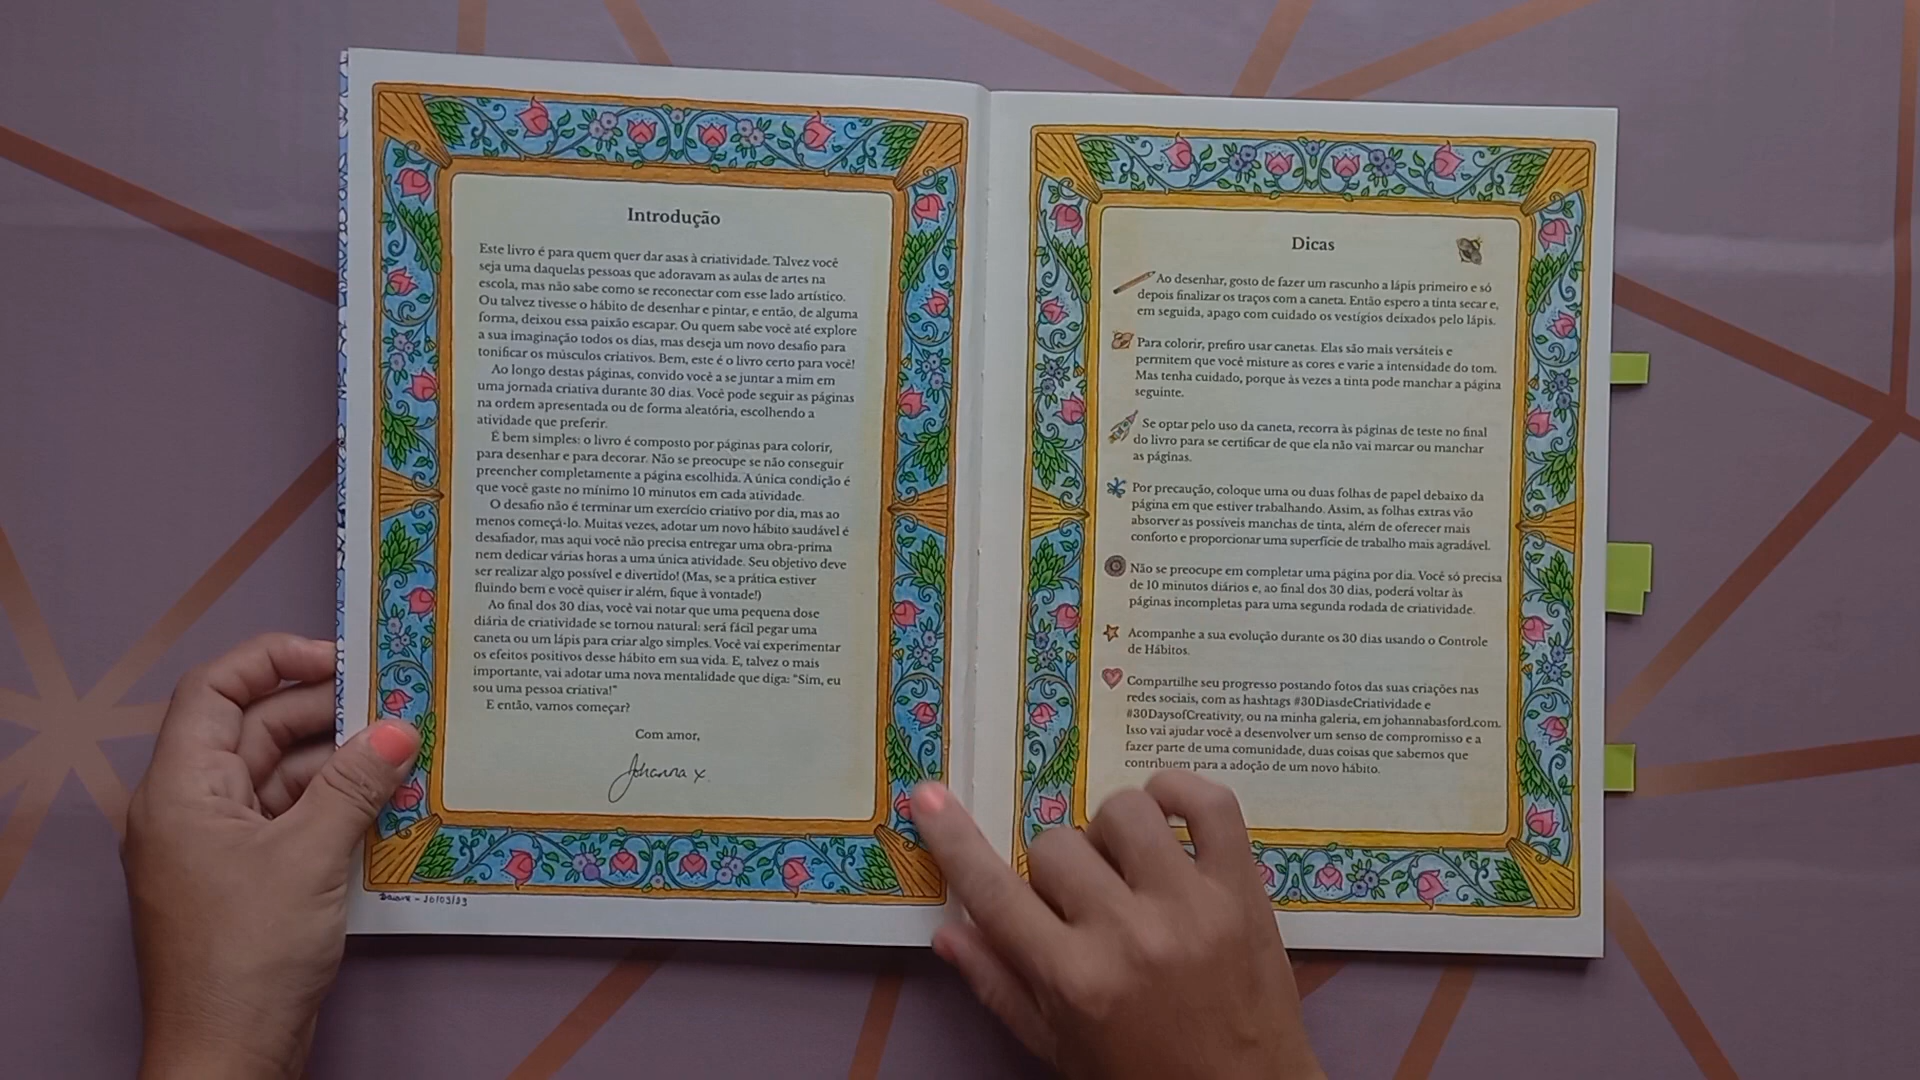 Introdução
Este livro é para quem quer dar asas à criatividade. Talvez você
seja uma daquelas pessoas que adoravam as aulas de artes na
escola, mas não sabe como se reconectar com esse lado artístico.
Ou talvez tivesse o hábito de desenhar e pintar, e então, de alguma
forma, deixou essa paixão escapar. Ou quem sabe você até explore
a sua imaginação todos os dias, mas deseja um novo desafio para
tonificar os músculos criativos. Bem, este é o livro certo para você!
Ao longo destas páginas, convido você a se juntar a mim em
uma jornada criativa durante 30 dias. Você pode seguir as páginas
na ordem apresentada ou de forma aleatória, escolhendo a
atividade que preferir.
É bem simples: o livro é composto por páginas para colorir,
para desenhar e para decorar. Não se preocupe se não conseguir
preencher completamente a página escolhida. A única condição é
que você gaste no mínimo 10 minutos em cada atividade.
O desafio não é terminar um exercício criativo por dia, mas ao
menos começá-lo. Muitas vezes, adotar um novo hábito saudável é
desafiador, mas aqui você não precisa entregar uma obra-prima
nem dedicar várias horas a uma única atividade. Seu objetivo deve
ser realizar algo possível e divertido! (Mas, se a prática estiver
fluindo bem e você quiser ir além, fique à vontade!)
Ao final dos 30 dias, você vai notar que uma pequena dose
diária de criatividade se tornou natural: será fácil pegar uma
caneta ou um lápis para criar algo simples. Você vai experimentar
os efeitos positivos desse hábito em sua vida. E, talvez o mais
importante, vai adotar uma nova mentalidade que diga: "Sim, eu
sou uma pessoa criativa!"
E então, vamos começar?
Com amor,
Johanna x
Dicas
Ao desenhar, gosto de fazer um rascunho a lápis primeiro e só
depois finalizar os traços com a caneta. Então espero a tinta secar e,
em seguida, apago com cuidado os vestígios deixados pelo lápis.
Para colorir, prefiro usar canetas. Elas são mais versáteis e
permitem que você misture as cores e varie a intensidade do tom.
Mas tenha cuidado, porque às vezes a tinta pode manchar a página
seguinte.
Se optar pelo uso da caneta, recorra às páginas de teste no final
do livro para se certificar de que ela não vai marcar ou manchar
as páginas.
Por precaução, coloque uma ou duas folhas de papel debaixo da
página em que estiver trabalhando. Assim, as folhas extras vão
absorver as possíveis manchas de tinta, além de oferecer mais
conforto e proporcionar uma superfície de trabalho mais agradável.
Não se preocupe em completar uma página por dia. Você só precisa
de 10 minutos diários e, ao final dos 30 dias, poderá voltar às
páginas incompletas para uma segunda rodada de criatividade.
Acompanhe a sua evolução durante os 30 dias usando o Controle
de Hábitos.
Compartilhe seu progresso postando fotos das suas criações nas
redes sociais, com as hashtags #30DiasdeCriatividade e
#30DaysofCreativity, ou na minha galeria, em johannabasford.com.
Isso vai ajudar você a desenvolver um senso de compromisso e a
fazer parte de uma comunidade, duas coisas que sabemos que
contribuem para a adoção de um novo hábito.